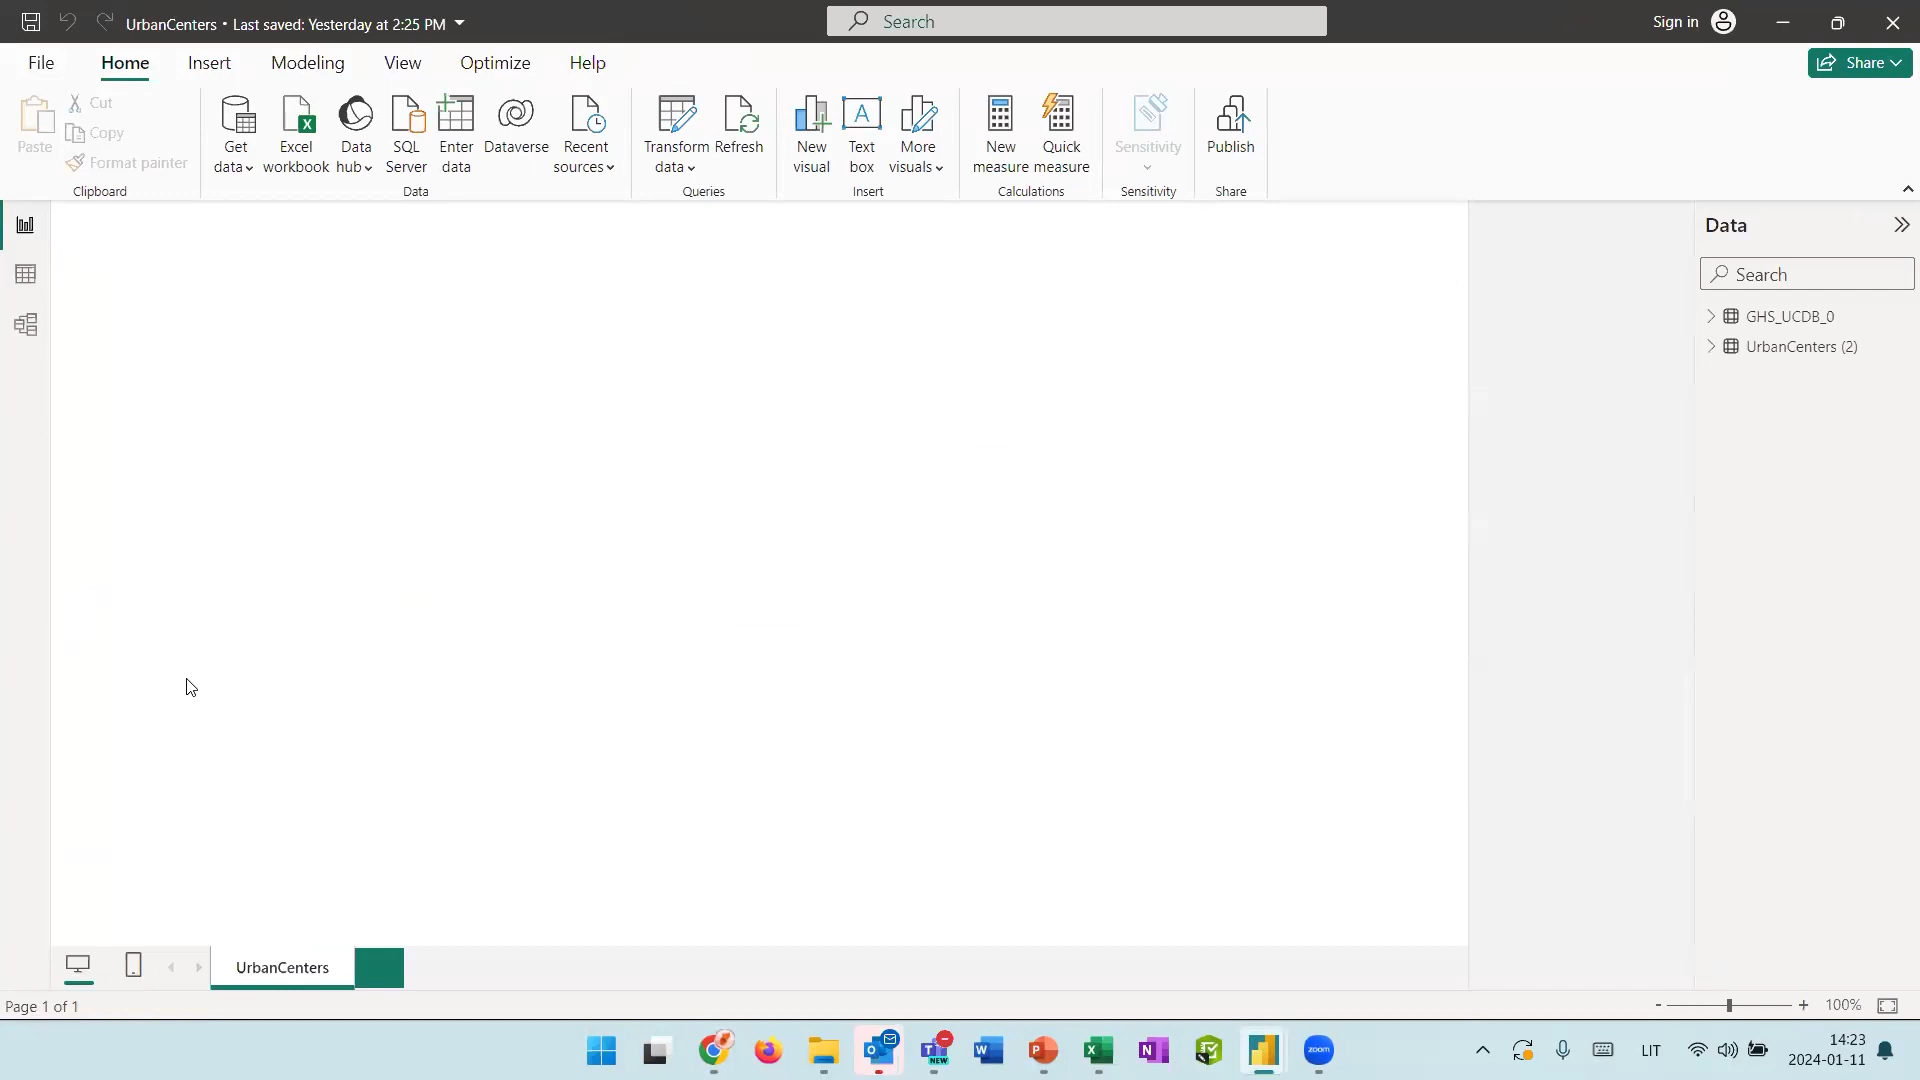 UrbanCenters • Last saved: Yesterday at 2:25 PM
Search
Sign in
File
Home
Insert
Modeling
View
Optimize
Help
Share
Paste
Cut
Copy
Format painter
Clipboard
Get data
Excel workbook
Data hub
SQL Server
Enter data
Dataverse
Recent sources
Data
Transform data
Refresh
Queries
New visual
Text box
More visuals
Insert
New measure
Quick measure
Calculations
Sensitivity
Sensitivity
Publish
Share
Data
Search
GHS_UCDB_0
UrbanCenters (2)
UrbanCenters
Page 1 of 1
- + 100%
NEW
zoom
LIT
14:23
2024-01-11